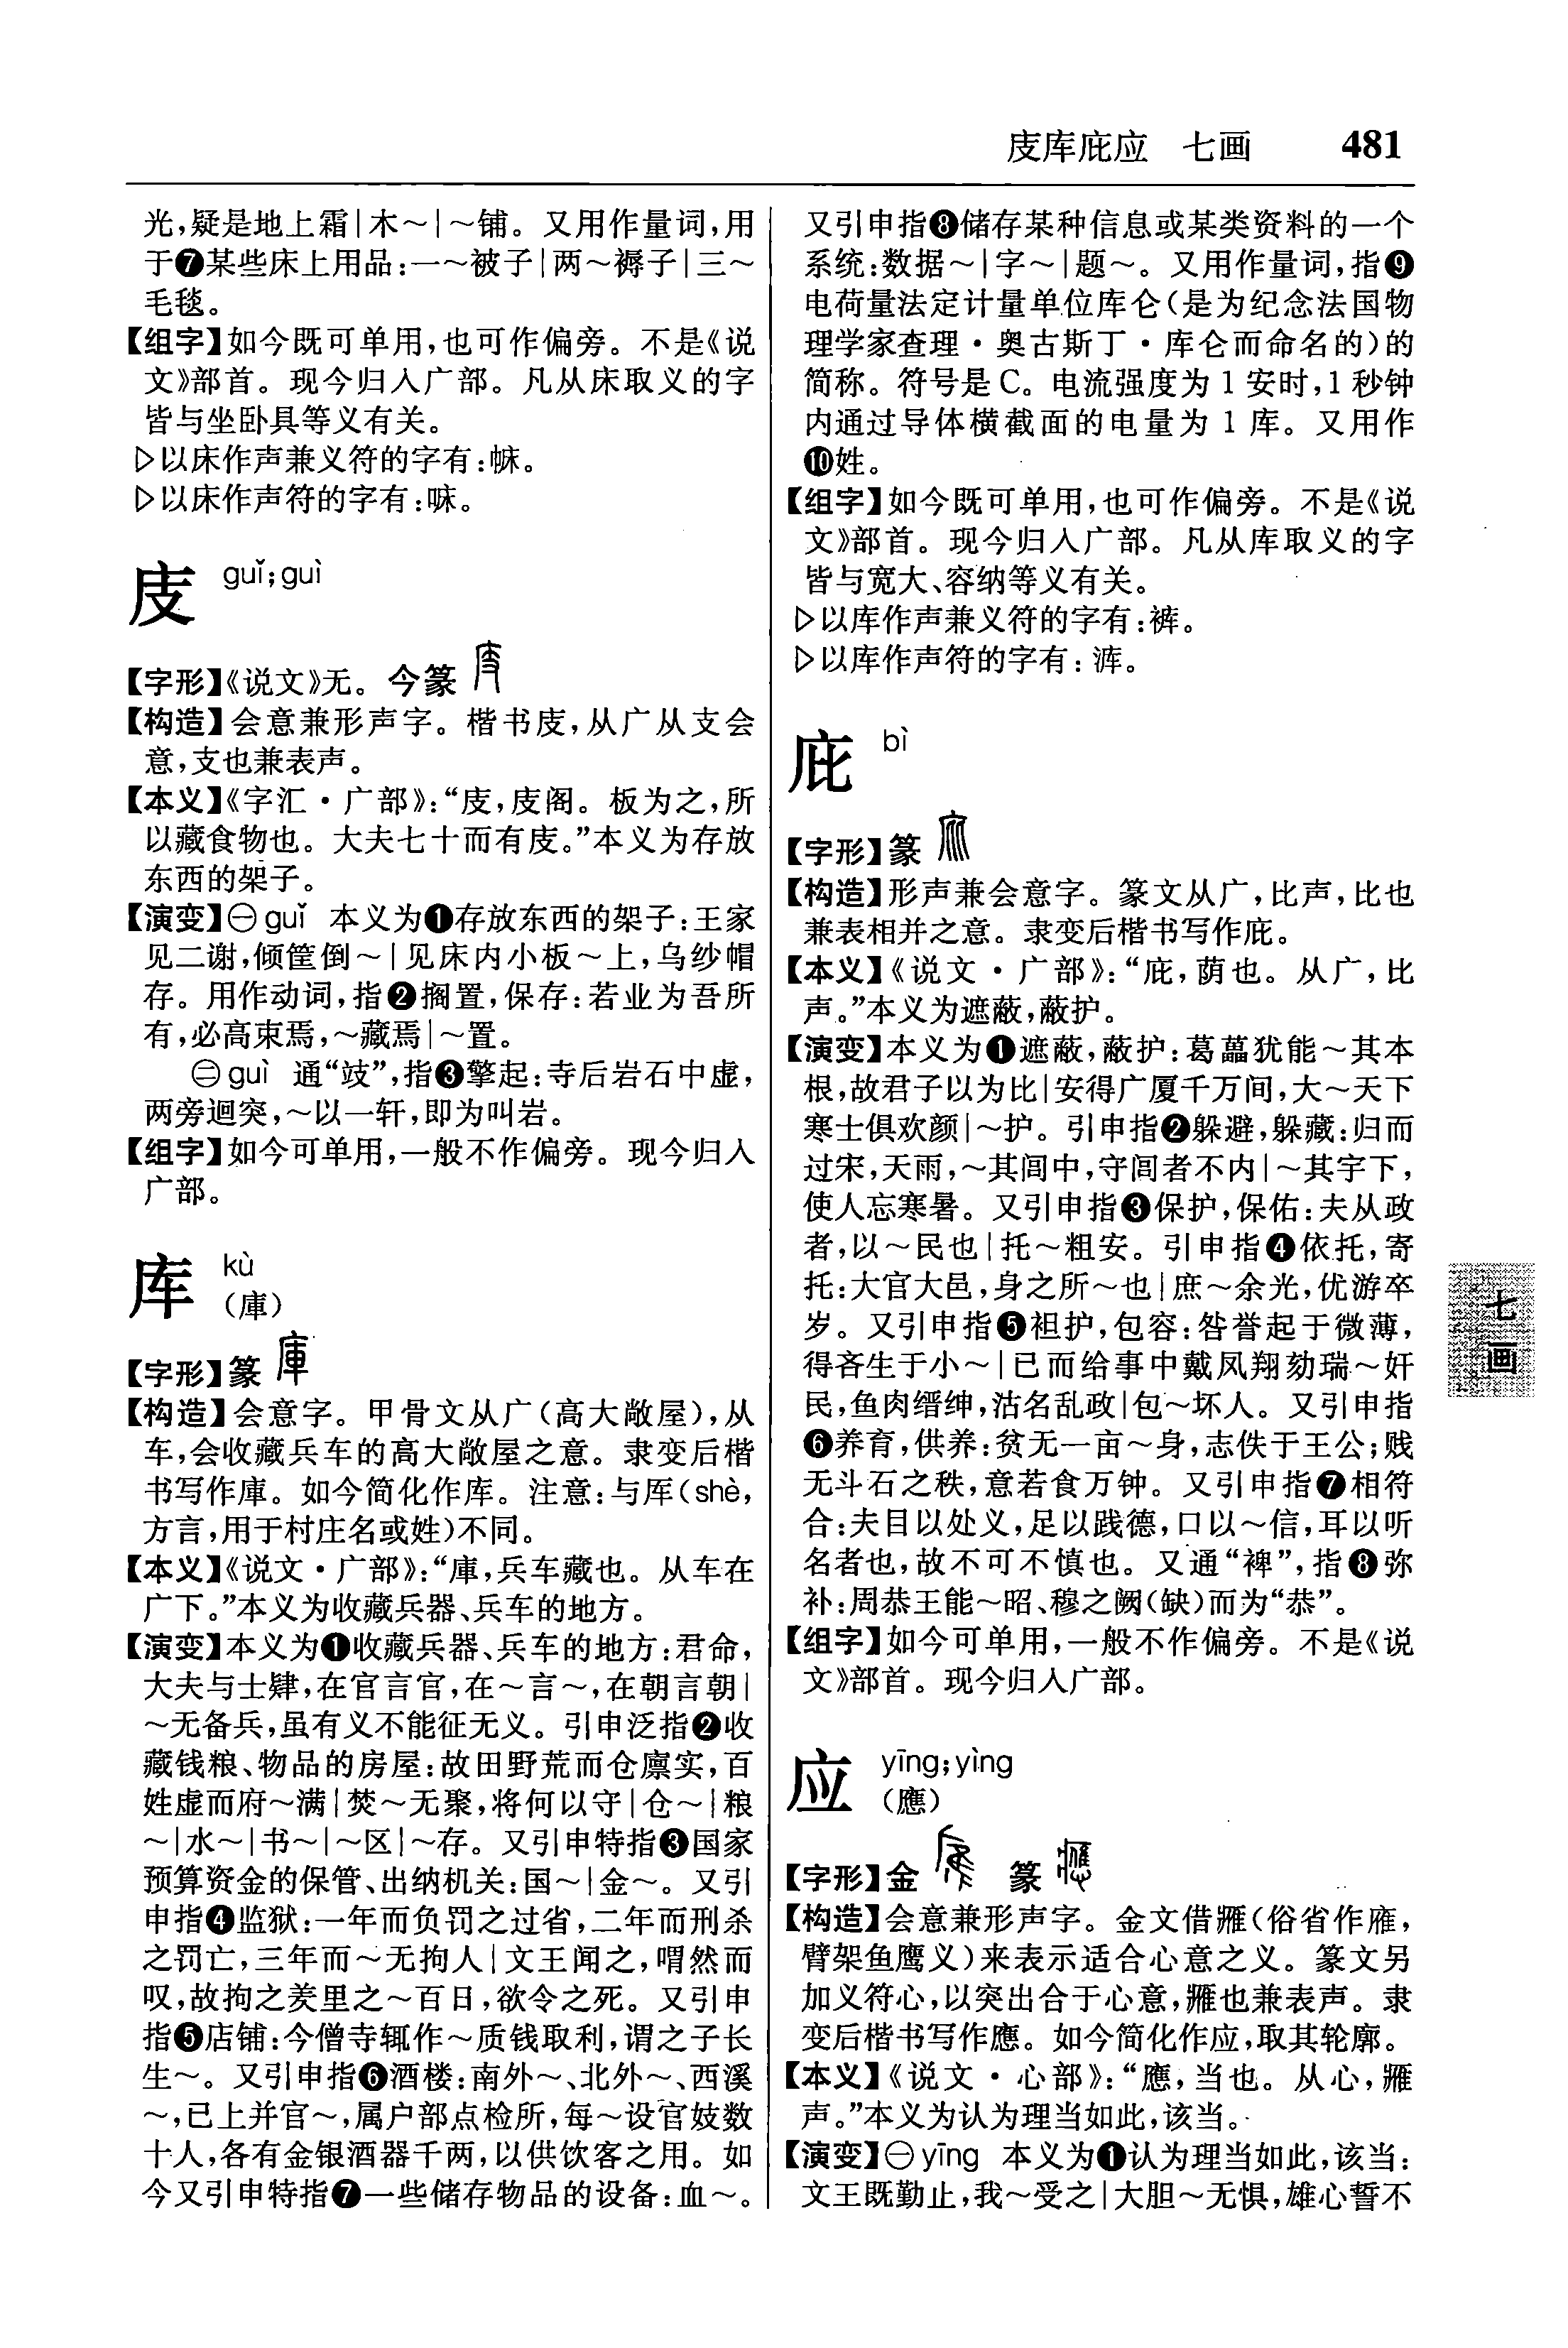 庋库庇应　七画　481
光,疑是地上霜|木～|～铺。又用作量词,用
于❼某些床上用品:一～被子|两～褥子|三～
毛毯。
【组字】如今既可单用,也可作偏旁。不是《说
文》部首。现今归入广部。凡从床取义的字
皆与坐卧具等义有关。
▷以床作声兼义符的字有:㡜。
▷以床作声符的字有:㗫。
庋 guǐ;guì
【字形】《说文》无。今篆
【构造】会意兼形声字。楷书庋,从广从支会
意,支也兼表声。
【本义】《字汇·广部》:“庋,庋阁。板为之,所
以藏食物也。大夫七十而有庋。”本义为存放
东西的架子。
【演变】㊀guǐ 本义为❶存放东西的架子:王家
见二谢,倾筐倒～|见床内小板～上,乌纱帽
存。用作动词,指❷搁置,保存:若业为吾所
有,必高束焉,～藏焉|～置。
㊁guì 通“攱”,指❸擎起:寺后岩石中虚,
两旁迴突,～以一轩,即为叫岩。
【组字】如今可单用,一般不作偏旁。现今归入
广部。
库 kù
（庫）
【字形】篆
【构造】会意字。甲骨文从广(高大敞屋),从
车,会收藏兵车的高大敞屋之意。隶变后楷
书写作庫。如今简化作库。注意:与厍(shè,
方言,用于村庄名或姓)不同。
【本义】《说文·广部》:“庫,兵车藏也。从车在
广下。”本义为收藏兵器、兵车的地方。
【演变】本义为❶收藏兵器、兵车的地方:君命,
大夫与士肄,在官言官,在～言～,在朝言朝|
～无备兵,虽有义不能征无义。引申泛指❷收
藏钱粮、物品的房屋:故田野荒而仓廪实,百
姓虚而府～满|焚～无聚,将何以守|仓～|粮
～|水～|书～|～区|～存。又引申特指❸国家
预算资金的保管、出纳机关:国～|金～。又引
申指❹监狱:一年而负罚之过省,二年而刑杀
之罚亡,三年而～无拘人|文王闻之,喟然而
叹,故拘之羑里之～百日,欲令之死。又引申
指❺店铺:今僧寺辄作～质钱取利,谓之子长
生～。又引申指❻酒楼:南外～、北外～、西溪
～,已上并官～,属户部点检所,每～设官妓数
十人,各有金银酒器千两,以供饮客之用。如
今又引申特指❼一些储存物品的设备:血～。
又引申指❽储存某种信息或某类资料的一个
系统:数据～|字～|题～。又用作量词,指❾
电荷量法定计量单位库仑(是为纪念法国物
理学家查理·奥古斯丁·库仑而命名的)的
简称。符号是C。电流强度为1安时,1秒钟
内通过导体横截面的电量为1库。又用作
❿姓。
【组字】如今既可单用,也可作偏旁。不是《说
文》部首。现今归入广部。凡从库取义的字
皆与宽大、容纳等义有关。
▷以库作声兼义符的字有:裤。
▷以库作声符的字有:㳸。
庇 bì
【字形】篆
【构造】形声兼会意字。篆文从广,比声,比也
兼表相并之意。隶变后楷书写作庇。
【本义】《说文·广部》:“庇,荫也。从广,比
声。”本义为遮蔽,蔽护。
【演变】本义为❶遮蔽,蔽护:葛藟犹能～其本
根,故君子以为比|安得广厦千万间,大～天下
寒士俱欢颜|～护。引申指❷躲避,躲藏:归而
过宋,天雨,～其闾中,守闾者不内|～其宇下,
使人忘寒暑。又引申指❸保护,保佑:夫从政
者,以～民也|托～粗安。引申指❹依托,寄
托:大官大邑,身之所～也|庶～余光,优游卒
岁。又引申指❺袒护,包容:咎誉起于微薄,
得吝生于小～|已而给事中戴凤翔劾瑞～奸
民,鱼肉缙绅,沽名乱政|包～坏人。又引申指
❻养育,供养:贫无一亩～身,志佚于王公;贱
无斗石之秩,意若食万钟。又引申指❼相符
合:夫目以处义,足以践德,口以～信,耳以听
名者也,故不可不慎也。又通“裨”,指❽弥
补:周恭王能～昭、穆之阙(缺)而为“恭”。
【组字】如今可单用,一般不作偏旁。不是《说
文》部首。现今归入广部。
应 yīng;yìng
（應）
【字形】金　篆
【构造】会意兼形声字。金文借雁(俗省作䧹,
臂架鱼鹰义)来表示适合心意之义。篆文另
加义符心,以突出合于心意,䧹也兼表声。隶
变后楷书写作應。如今简化作应,取其轮廓。
【本义】《说文·心部》:“應,当也。从心,䧹
声。”本义为认为理当如此,该当。
【演变】㊀yīng 本义为❶认为理当如此,该当:
文王既勤止,我～受之|大胆～无惧,雄心誓不
七画